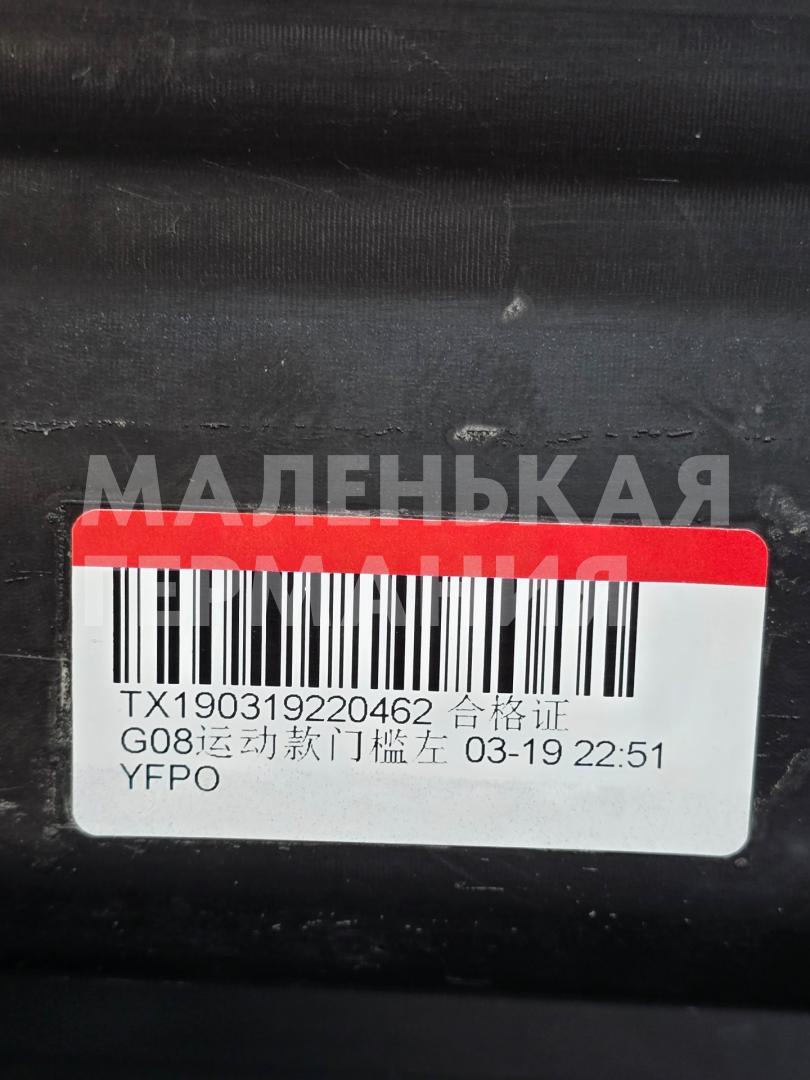 МАЛЕНЬКАЯ
ГЕРМАНИЯ
TX190319220462 合格证
G08运动款门槛左 03-19 22:51
YFPO